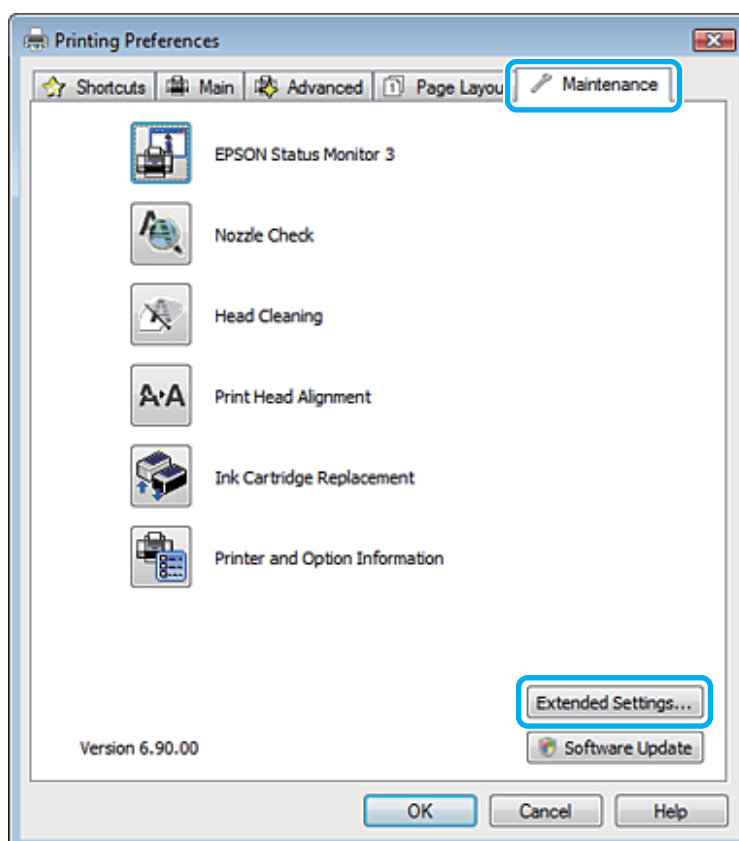 Printing Preferences
Shortcuts Main Advanced 1 Page Layou Maintenance
EPSON Status Monitor 3
Nozzle Check
Head Cleaning
A A Print Head Alignment
Ink Cartridge Replacement
Printer and Option Information
Extended Settings...
Version 6.90.00 Software Update
OK Cancel Help